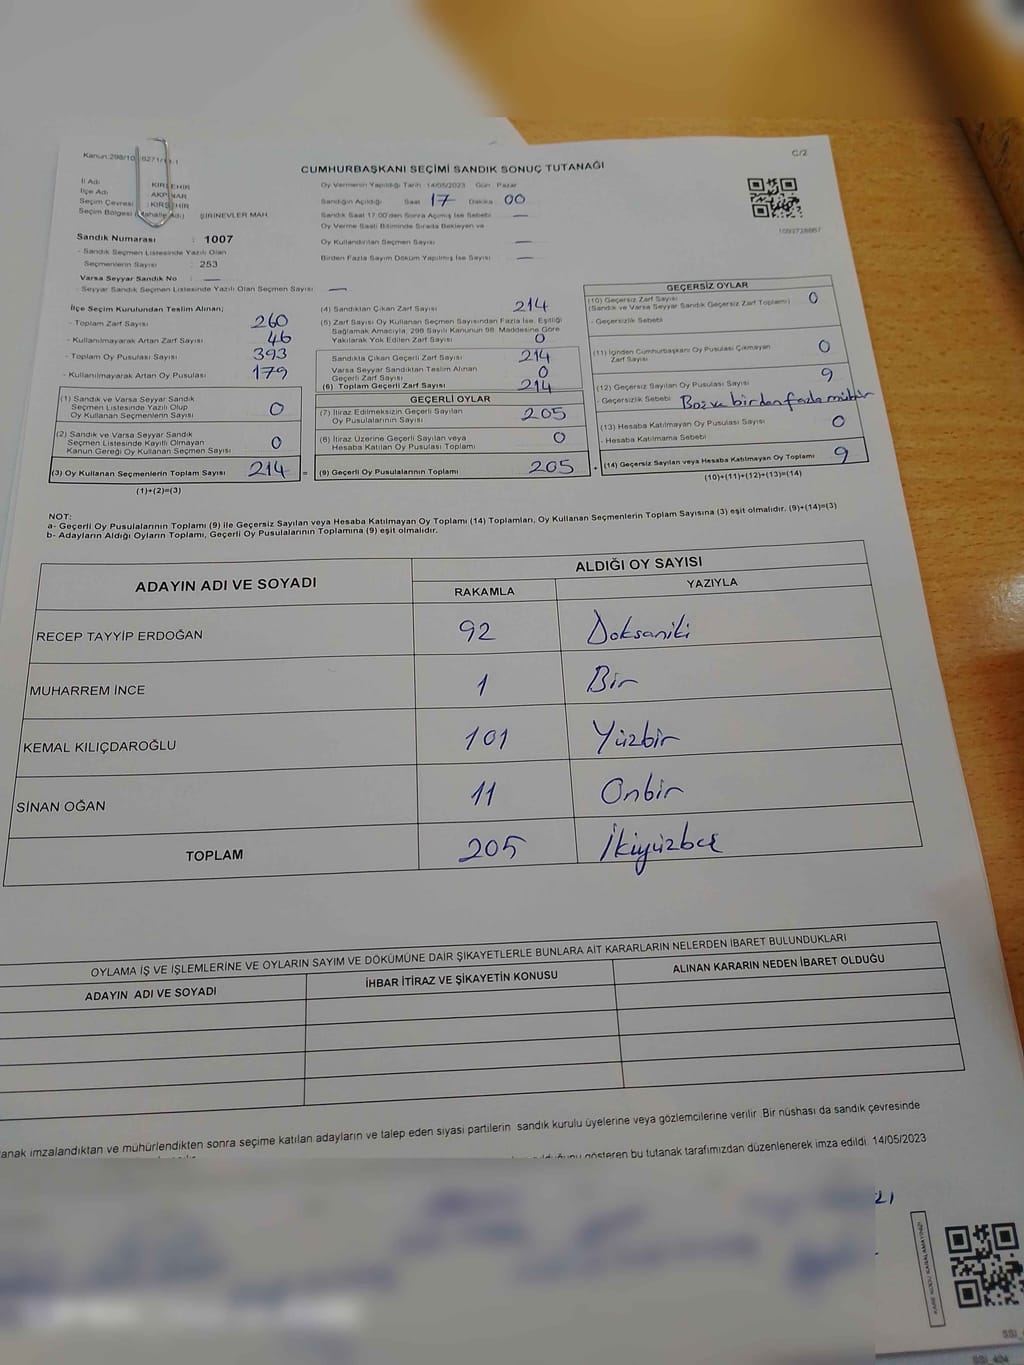 Kanun:298/10
C/2
CUMHURBAŞKANI SEÇİMİ SANDIK SONUÇ TUTANAĞI
İl Adı : KIRŞEHİR
İlçe Adı : AKPINAR
Seçim Çevresi : KIRŞEHİR
Seçim Bölgesi (Mahalle Adı) ŞİRİNEVLER MAH
Sandık Numarası : 1007
- Sandık Seçmen Listesinde Yazılı Olan
Seçmenlerin Sayısı : 253
Varsa Seyyar Sandık No : —
- Seyyar Sandık Seçmen Listesinde Yazılı Olan Seçmen Sayısı : —
Oy Vermenin Yapıldığı Tarih :14/05/2023 Gün : Pazar
Sandığın Açıldığı : Saat 17 Dakika 00
Sandık Saat 17:00'den Sonra Açımış İse Sebebi —
Oy Verme Saati Bitiminde Sırada Bekleyen ve
Oy Kullandırılan Seçmen Sayısı —
Birden Fazla Sayım Döküm Yapılmış İse Sayısı —
1093728667
İlçe Seçim Kurulundan Teslim Alınan;
- Toplam Zarf Sayısı 260
- Kullanılmayarak Artan Zarf Sayısı 46
- Toplam Oy Pusulası Sayısı 393
- Kullanılmayarak Artan Oy Pusulası 179
(1) Sandık ve Varsa Seyyar Sandık
Seçmen Listesinde Yazılı Olup
Oy Kullanan Seçmenlerin Sayısı 0
(2) Sandık ve Varsa Seyyar Sandık
Seçmen Listesinde Kayıtlı Olmayan
Kanun Gereği Oy Kullanan Seçmen Sayısı 0
(3) Oy Kullanan Seçmenlerin Toplam Sayısı 214 =
(1)+(2)=(3)
(4) Sandıktan Çıkan Zarf Sayısı 214
(5) Zarf Sayısı Oy Kullanan Seçmen Sayısından Fazla İse, Eşitliği
Sağlamak Amacıyla, 298 Sayılı Kanunun 98. Maddesine Göre
Yakılarak Yok Edilen Zarf Sayısı 0
Sandıkta Çıkan Geçerli Zarf Sayısı 214
Varsa Seyyar Sandıktan Teslim Alınan
Geçerli Zarf Sayısı 0
(6) Toplam Geçerli Zarf Sayısı 214
GEÇERLİ OYLAR
(7) İtiraz Edilmeksizin Geçerli Sayılan
Oy Pusulalarının Sayısı 205
(8) İtiraz Üzerine Geçerli Sayılan veya
Hesaba Katılan Oy Pusulası Toplamı 0
(9) Geçerli Oy Pusulalarının Toplamı 205
GEÇERSİZ OYLAR
(10) Geçersiz Zarf Sayısı
(Sandık ve Varsa Seyyar Sandık Geçersiz Zarf Toplamı) 0
- Geçersizlik Sebebi
(11) İçinden Cumhurbaşkanı Oy Pusulası Çıkmayan
Zarf Sayısı 0
(12) Geçersiz Sayılan Oy Pusulası Sayısı 9
- Geçersizlik Sebebi Boş ve birden fazla mühür
(13) Hesaba Katılmayan Oy Pusulası Sayısı 0
- Hesaba Katılmama Sebebi
(14) Geçersiz Sayılan veya Hesaba Katılmayan Oy Toplamı 9
(10)+(11)+(12)+(13)=(14)
NOT:
a- Geçerli Oy Pusulalarının Toplamı (9) ile Geçersiz Sayılan veya Hesaba Katılmayan Oy Toplamı (14) Toplamları, Oy Kullanan Seçmenlerin Toplam Sayısına (3) eşit olmalıdır. (9)+(14)=(3)
b- Adayların Aldığı Oyların Toplamı, Geçerli Oy Pusulalarının Toplamına (9) eşit olmalıdır.
ADAYIN ADI VE SOYADI ALDIĞI OY SAYISI
RAKAMLA YAZIYLA
RECEP TAYYİP ERDOĞAN 92 Doksaniki
MUHARREM İNCE 1 Bir
KEMAL KILIÇDAROĞLU 101 Yüzbir
SİNAN OĞAN 11 Onbir
TOPLAM 205 İkiyüzbeş
OYLAMA İŞ VE İŞLEMLERİNE VE OYLARIN SAYIM VE DÖKÜMÜNE DAİR ŞİKAYETLERLE BUNLARA AİT KARARLARIN NELERDEN İBARET BULUNDUKLARI
ADAYIN ADI VE SOYADI İHBAR İTİRAZ VE ŞİKAYETİN KONUSU ALINAN KARARIN NEDEN İBARET OLDUĞU
anak imzalandıktan ve mühürlendikten sonra seçime katılan adayların ve talep eden siyasi partilerin sandık kurulu üyelerine veya gözlemcilerine verilir. Bir nüshası da sandık çevresinde
gösteren bu tutanak tarafımızdan düzenlenerek imza edildi. 14/05/2023
KARE KODU KARALAMAYINIZ!